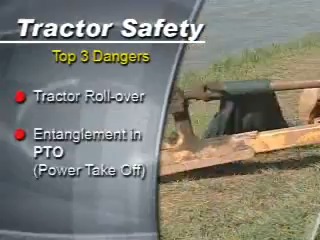 Tractor Safety
Top 3 Dangers
Tractor Roll-over
Entanglement in
PTO
(Power Take Off)